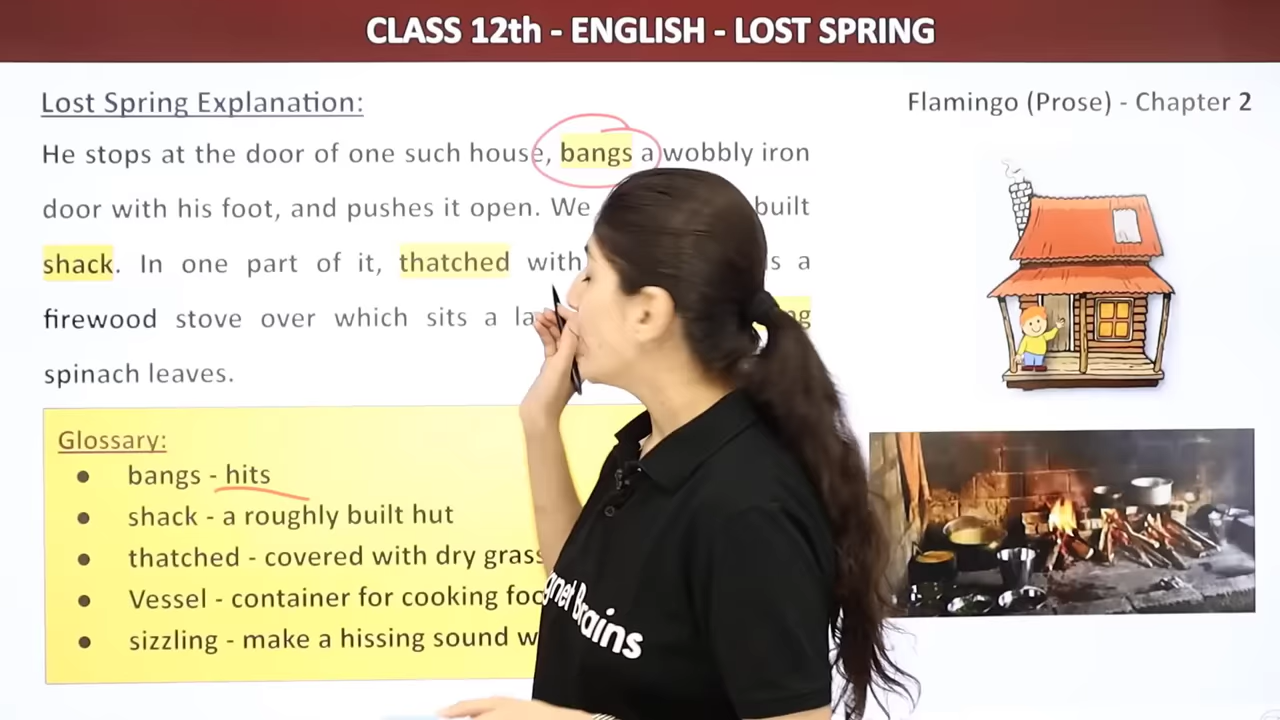 CLASS 12th - ENGLISH - LOST SPRING
Lost Spring Explanation:
Flamingo (Prose) - Chapter 2
He stops at the door of one such house, bangs a wobbly iron
door with his foot, and pushes it open. We built
shack. In one part of it, thatched with s a
firewood stove over which sits a la ng
spinach leaves.
Glossary:
● bangs - hits
● shack - a roughly built hut
● thatched - covered with dry grass
● Vessel - container for cooking foo
● sizzling - make a hissing sound w
gnet Brains